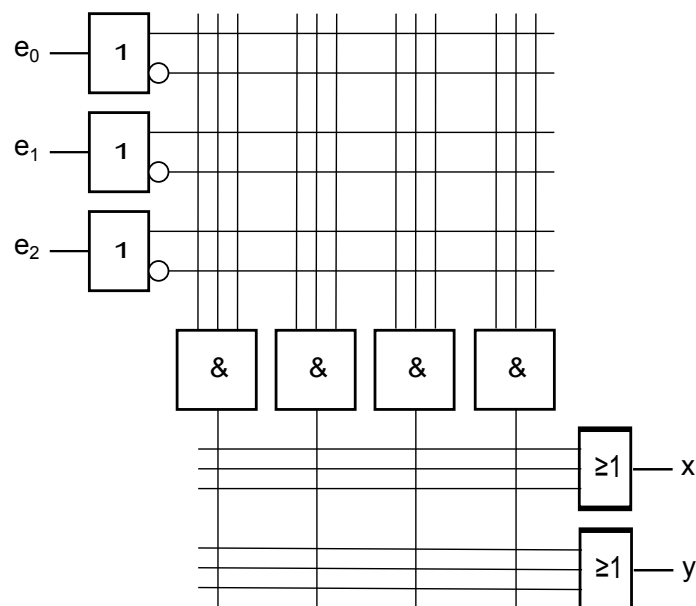 e₀ 1
e₁ 1
e₂ 1
& & & &
≥1 x
≥1 y